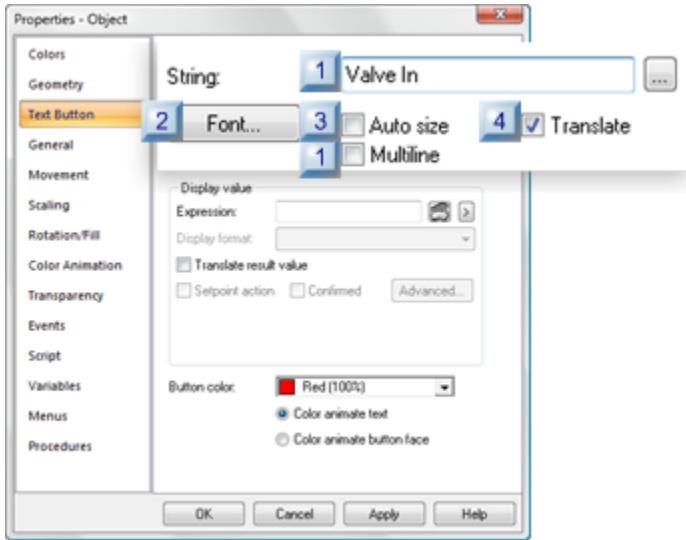 Properties - Object
Colors
Geometry
Text Button
General
Movement
Scaling
Rotation/Fill
Color Animation
Transparency
Events
Script
Variables
Menus
Procedures
String: 1 Valve In ...
2 Font... 3 Auto size 4 Translate
1 Multiline
Display value
Expression:
Display format:
Translate result value
Setpoint action Confirmed Advanced...
Button color: Red (100%)
Color animate text
Color animate button face
OK Cancel Apply Help